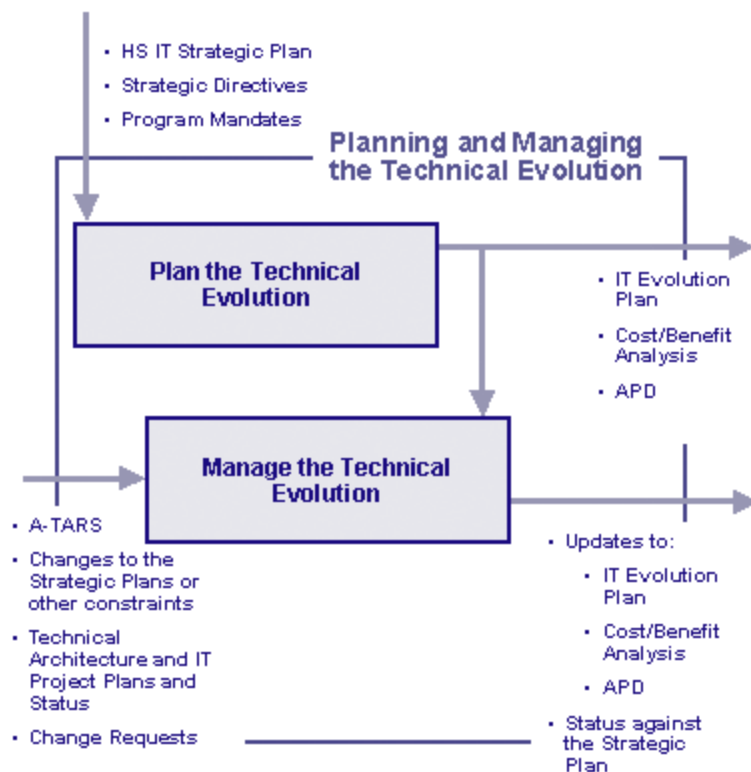 • HS IT Strategic Plan
• Strategic Directives
• Program Mandates
Planning and Managing
the Technical Evolution
Plan the Technical
Evolution
• IT Evolution
Plan
• Cost/Benefit
Analysis
• APD
Manage the Technical
Evolution
• A-TARS
• Changes to the
Strategic Plans or
other constraints
• Technical
Architecture and IT
Project Plans and
Status
• Change Requests
• Updates to:
• IT Evolution
Plan
• Cost/Benefit
Analysis
• APD
• Status against
the Strategic
Plan